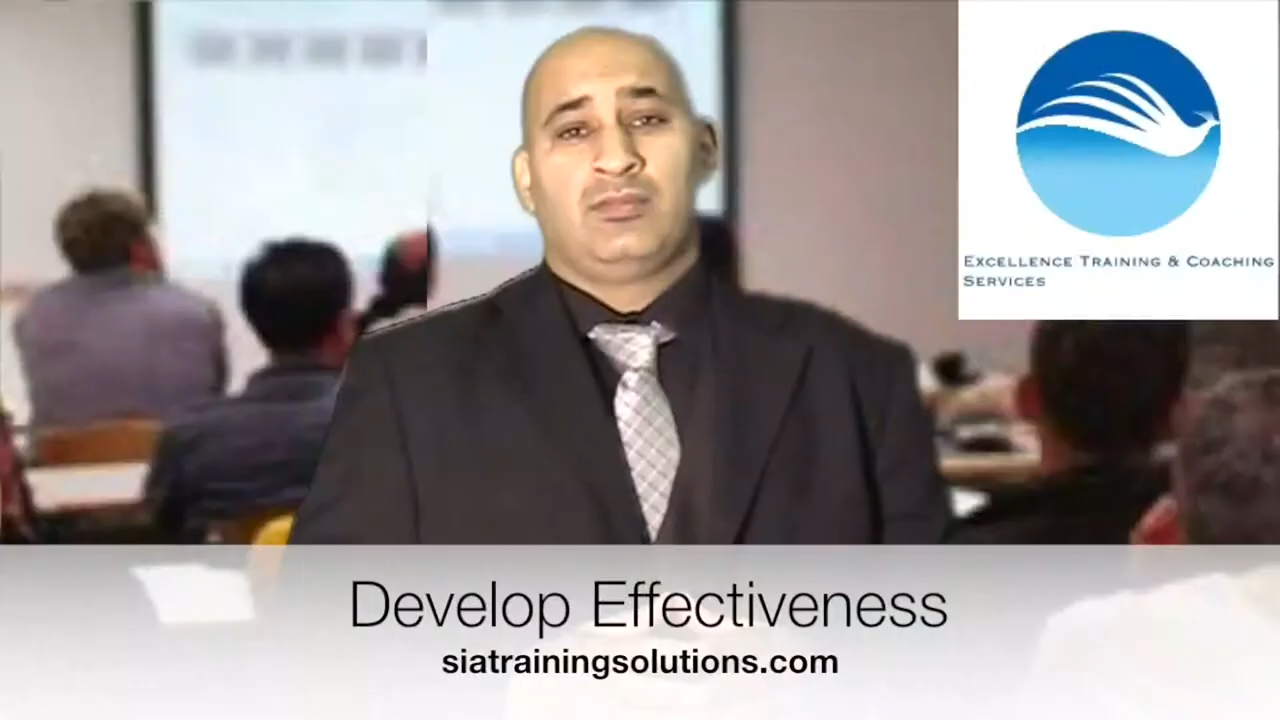 EXCELLENCE TRAINING & COACHING
SERVICES
Develop Effectiveness
siatrainingsolutions.com